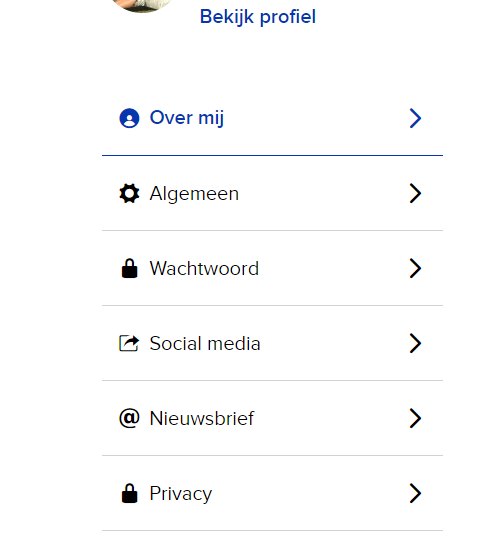 Bekijk profiel
Over mij
Algemeen
Wachtwoord
Social media
Nieuwsbrief
Privacy